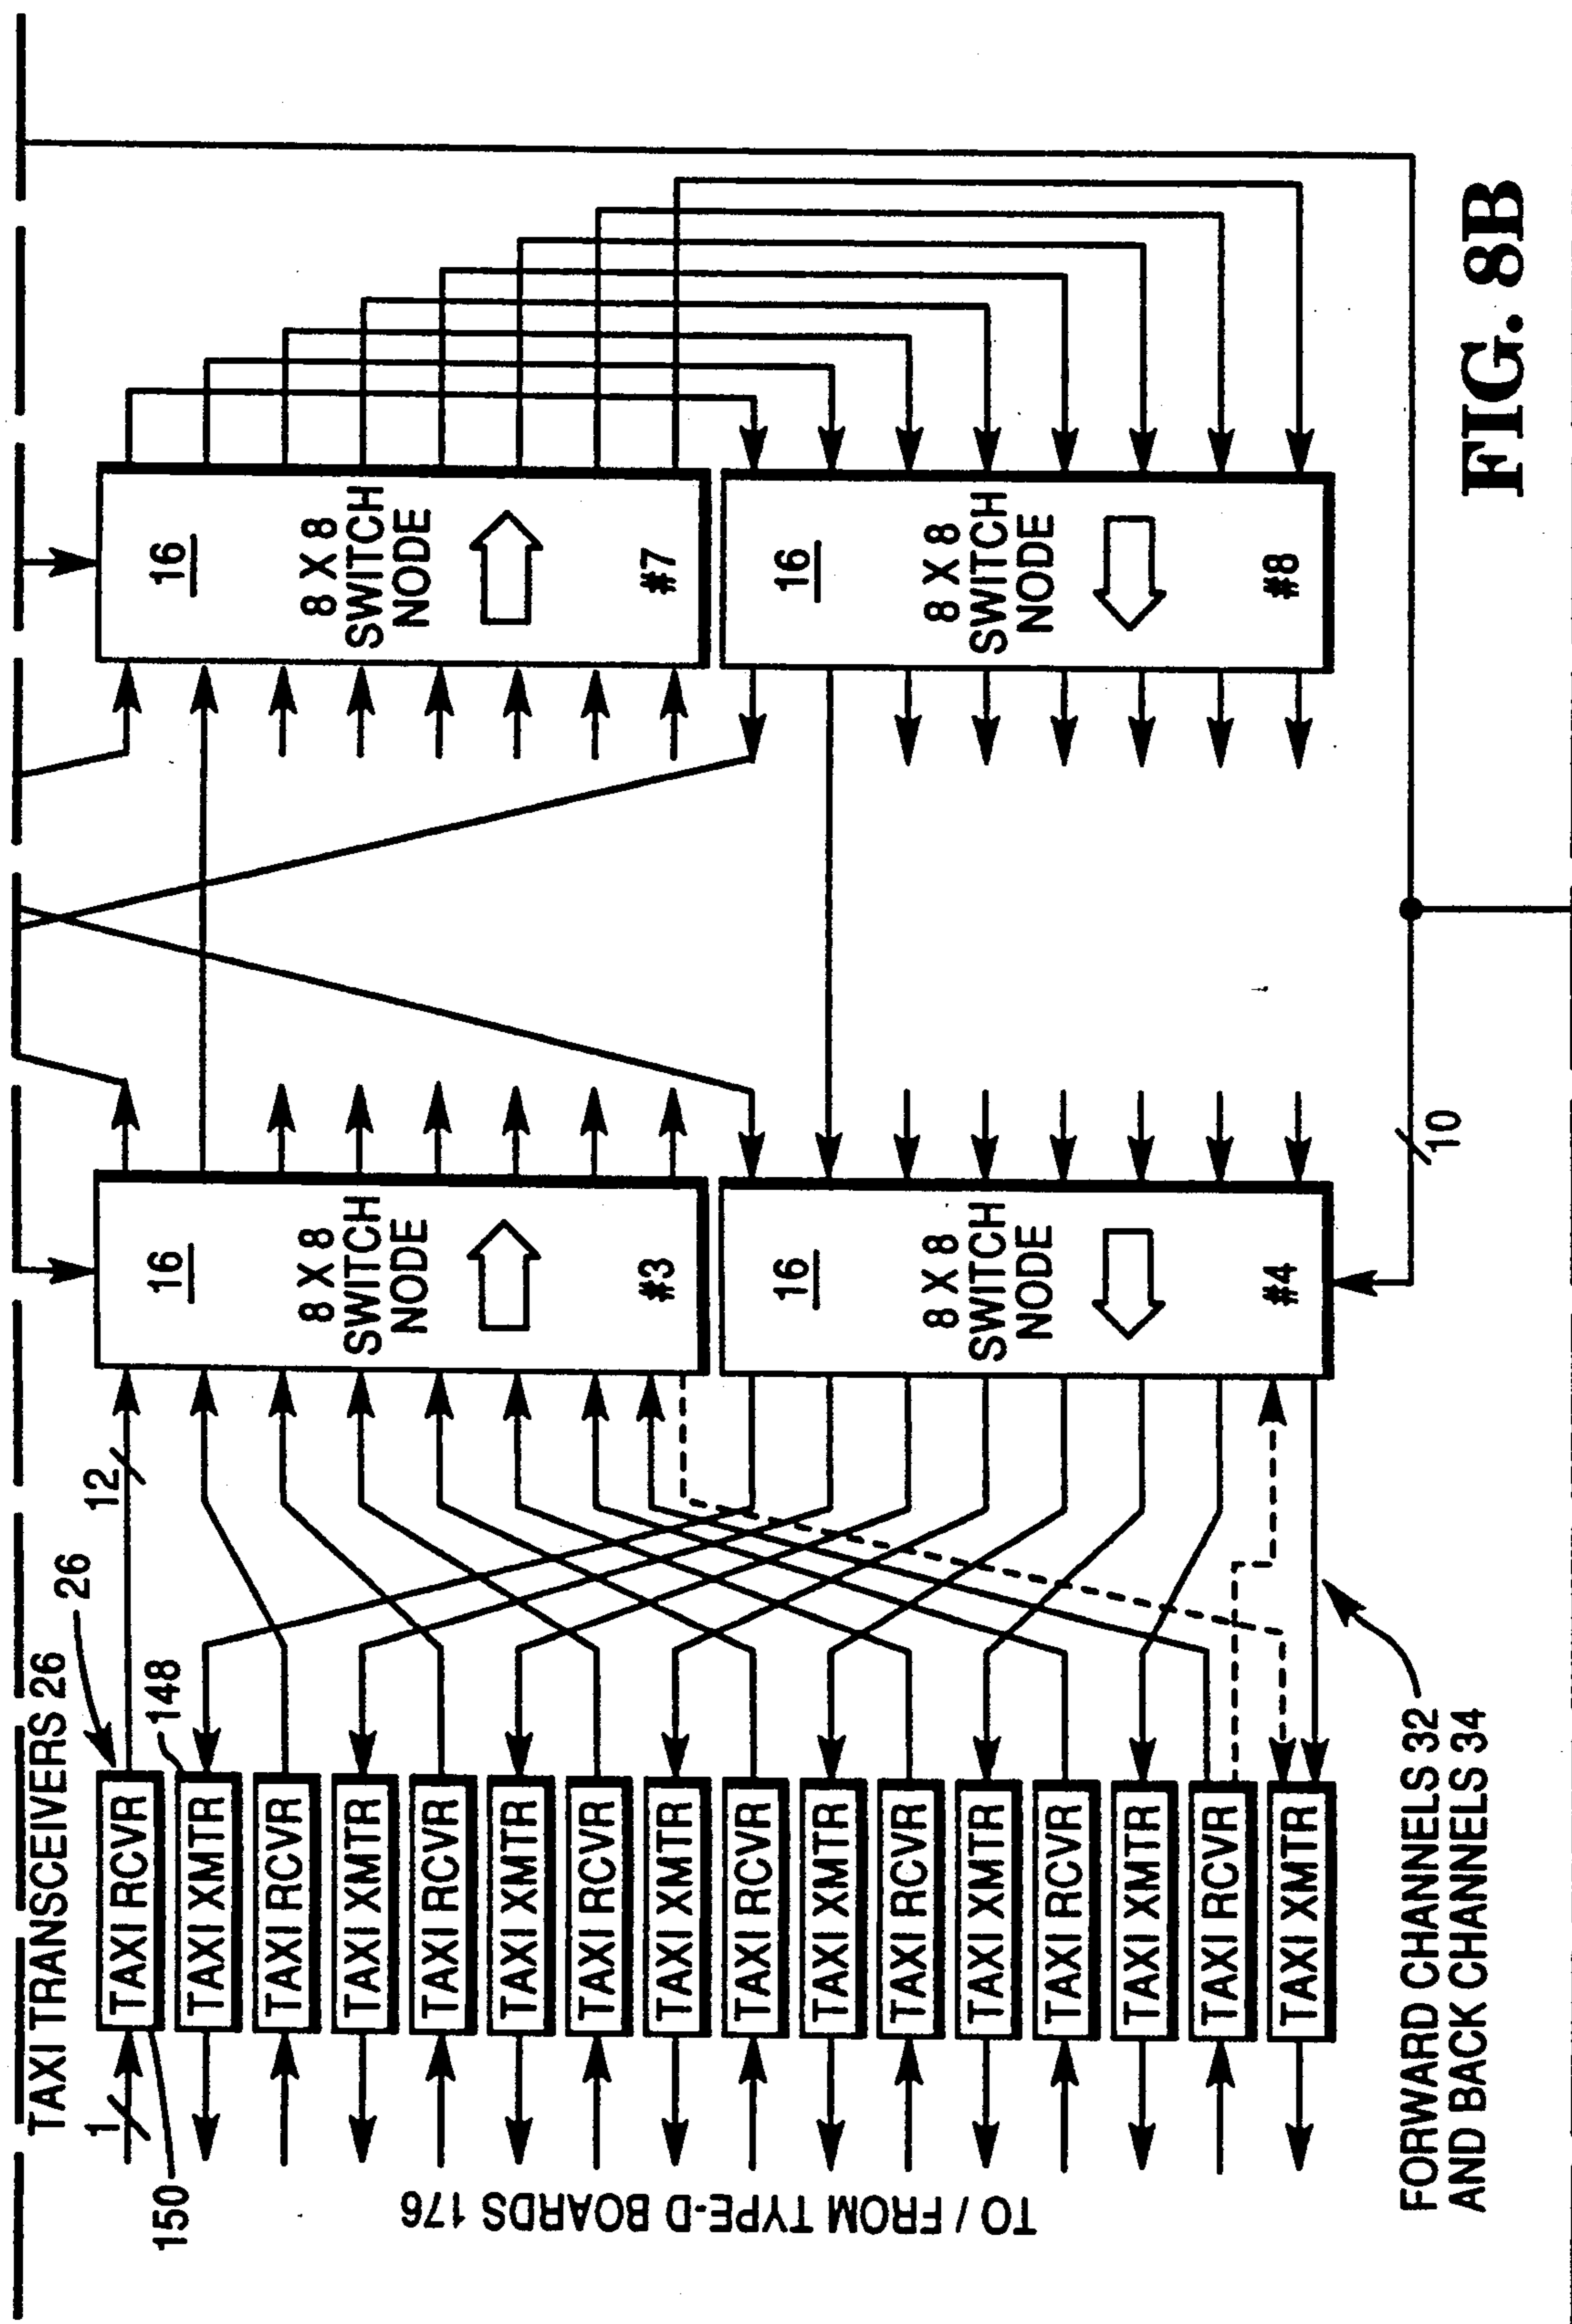 TAXI TRANSCEIVERS 26
26
148
150
1
12
TAXI RCVR
TAXI XMTR
TAXI RCVR
TAXI XMTR
TAXI RCVR
TAXI XMTR
TAXI RCVR
TAXI XMTR
TAXI RCVR
TAXI XMTR
TAXI RCVR
TAXI XMTR
TAXI RCVR
TAXI XMTR
TAXI RCVR
TAXI XMTR
TO / FROM TYPE-D BOARDS 176
16
8 X 8
SWITCH
NODE
#3
16
8 X 8
SWITCH
NODE
#4
16
8 X 8
SWITCH
NODE
#7
16
8 X 8
SWITCH
NODE
#8
10
FORWARD CHANNELS 32
AND BACK CHANNELS 34
FIG. 8B